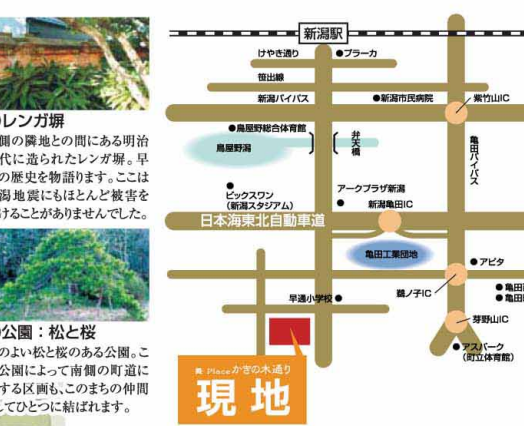 レンガ塀
側の隣地との間にある明治
代に造られたレンガ塀。早
の歴史を物語ります。ここは
潟地震にもほとんど被害を
けることがありませんでした。
公園：松と桜
のよい松と桜のある公園。こ
公園によって南側の町道に
する区画も、このまちの仲間
してひとつに結ばれます。
新潟駅
けやき通り
●プラーカ
笹出線
新潟バイパス
●新潟市民病院
紫竹山IC
●鳥屋野総合体育館
鳥屋野潟
弁天橋
亀田バイパス
●
ビックスワン
（新潟スタジアム）
アークプラザ新潟
●
新潟亀田IC
日本海東北自動車道
亀田工業団地
●アピタ
鵜ノ子IC
●亀田
●亀田
早通小学校●
茅野山IC
●アスパーク
（町立体育館）
Place かきの木通り
現地